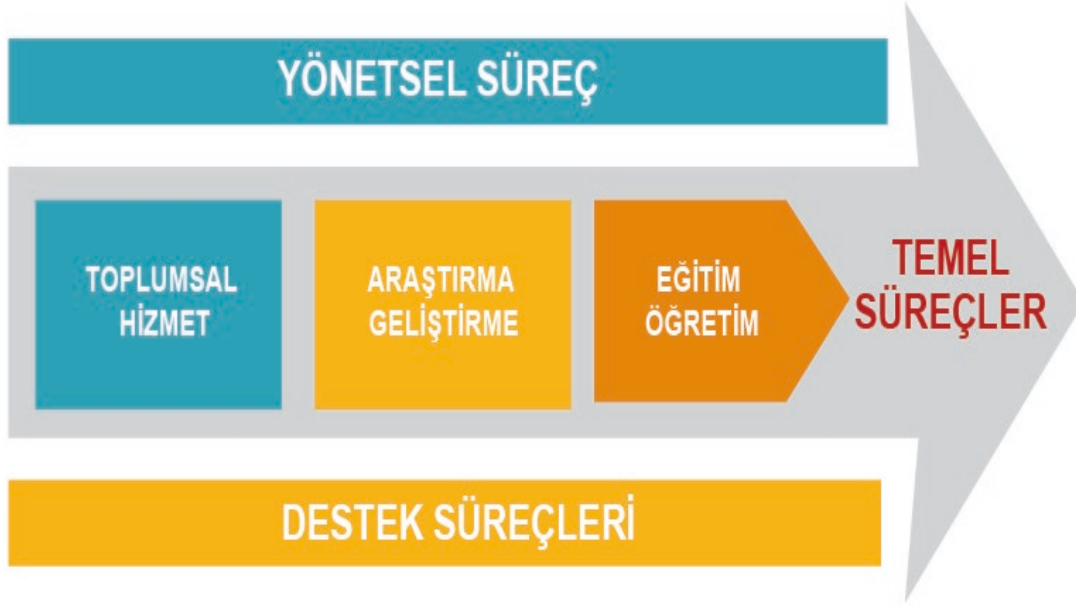 YÖNETSEL SÜREÇ
TOPLUMSAL
HİZMET
ARAŞTIRMA
GELİŞTİRME
EĞİTİM
ÖĞRETİM
TEMEL
SÜREÇLER
DESTEK SÜREÇLERİ